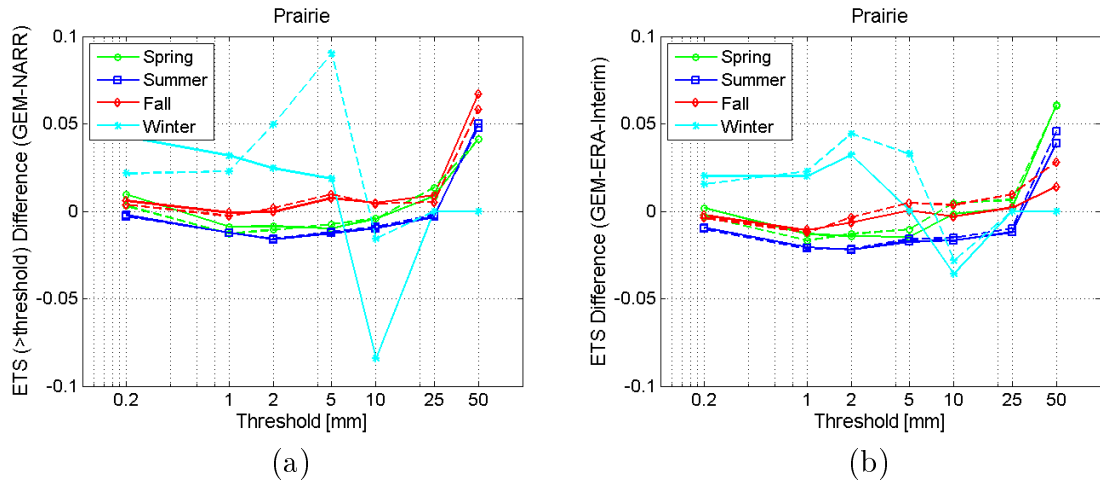 Prairie
ETS (>threshold) Difference (GEM-NARR)
0.1
0.05
0
-0.05
-0.1
Spring
Summer
Fall
Winter
0.2 1 2 5 10 25 50
Threshold [mm]
(a)
Prairie
ETS Difference (GEM-ERA-Interim)
0.1
0.05
0
-0.05
-0.1
Spring
Summer
Fall
Winter
0.2 1 2 5 10 25 50
Threshold [mm]
(b)